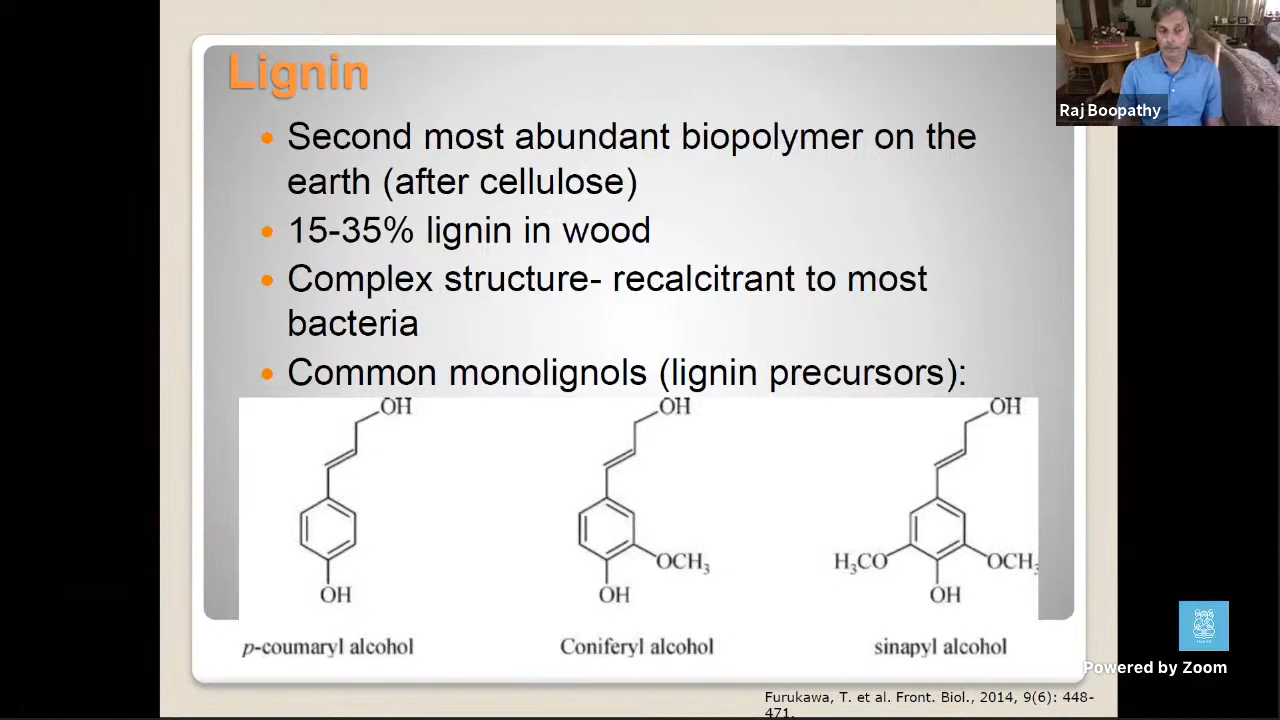 Lignin
Second most abundant biopolymer on the
earth (after cellulose)
15-35% lignin in wood
Complex structure- recalcitrant to most
bacteria
Common monolignols (lignin precursors):
OH
OH
OH
OCH3
H3CO
OCH3
OH
OH
OH
p-coumaryl alcohol
Coniferyl alcohol
sinapyl alcohol
Furukawa, T. et al. Front. Biol., 2014, 9(6): 448-
471.
Raj Boopathy
Powered by Zoom